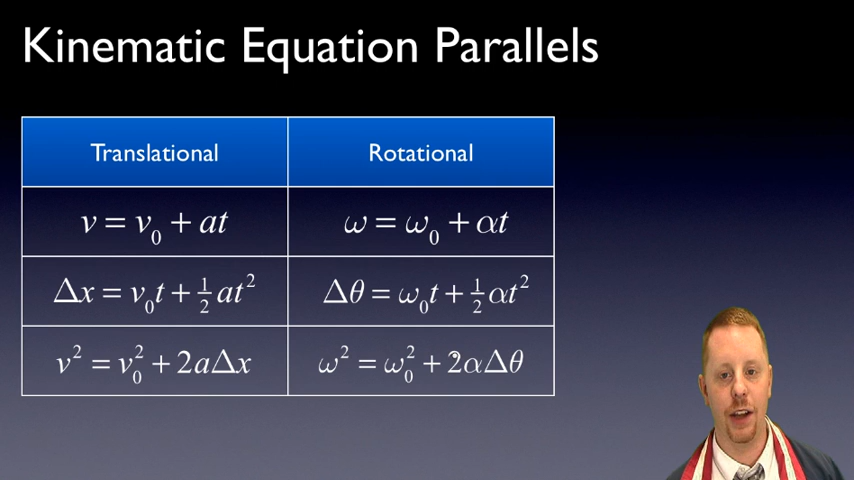 Kinematic Equation Parallels
Translational Rotational
v = v₀ + at ω = ω₀ + αt
Δx = v₀t + ½at² Δθ = ω₀t + ½αt²
v² = v₀² + 2aΔx ω² = ω₀² + 2αΔθ